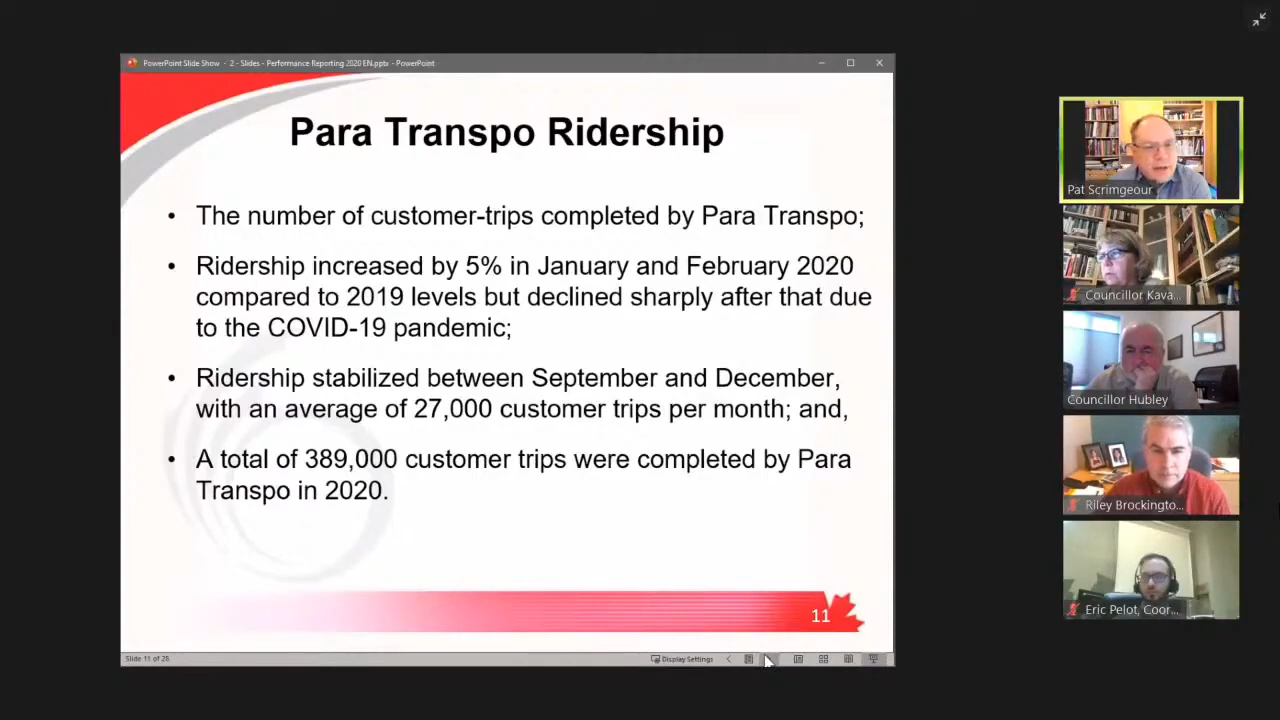 PowerPoint Slide Show - 2 - Slides - Performance Reporting 2020 EN.pptx - PowerPoint
Para Transpo Ridership
• The number of customer-trips completed by Para Transpo;
• Ridership increased by 5% in January and February 2020
compared to 2019 levels but declined sharply after that due
to the COVID-19 pandemic;
• Ridership stabilized between September and December,
with an average of 27,000 customer trips per month; and,
• A total of 389,000 customer trips were completed by Para
Transpo in 2020.
11
Slide 11 of 28
Display Settings
Pat Scrimgeour
Councillor Kava...
Councillor Hubley
Riley Brockingto...
Eric Pelot, Coor...